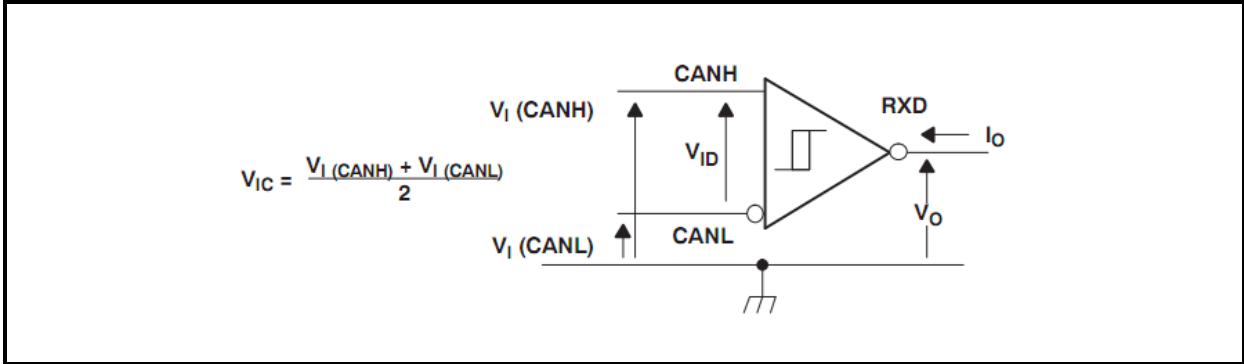 CANH
RXD
V_I (CANH)
I_O
V_ID
V_IC = V_I (CANH) + V_I (CANL)
2
V_O
CANL
V_I (CANL)